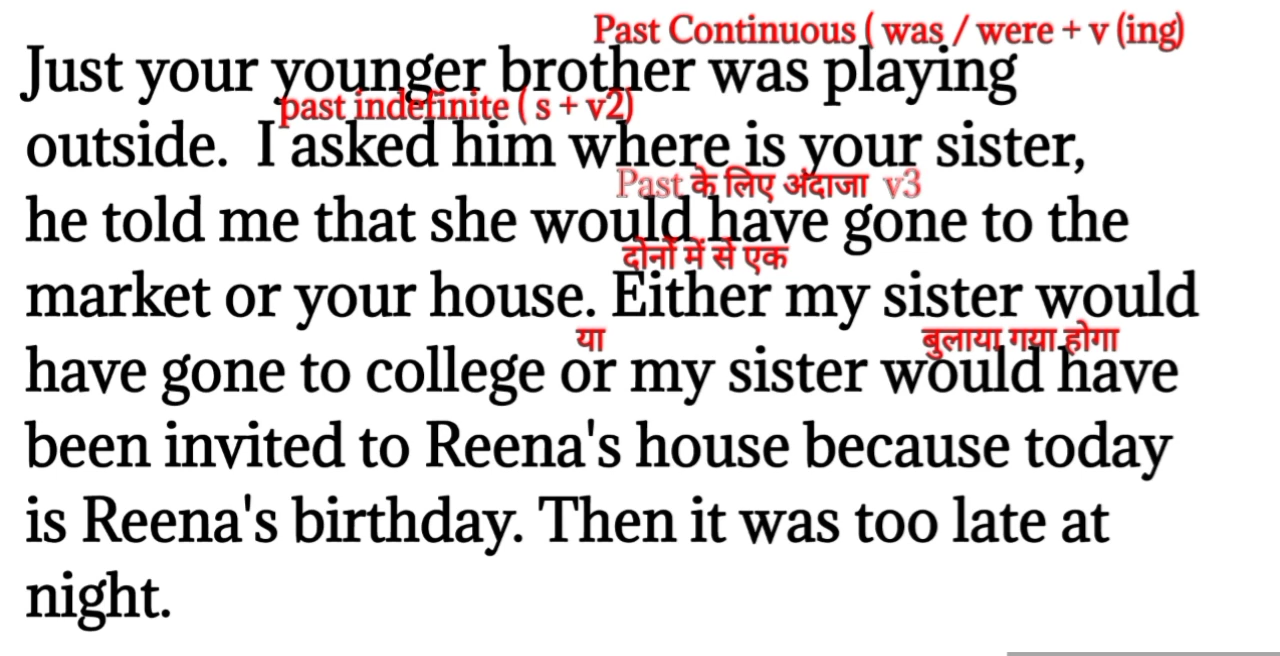 Past Continuous ( was / were + v (ing)
Just your younger brother was playing
past indefinite ( s + v2)
outside. I asked him where is your sister,
Past के लिए अंदाजा v3
he told me that she would have gone to the
दोनों में से एक
market or your house. Either my sister would
या बुलाया गया होगा
have gone to college or my sister would have
been invited to Reena's house because today
is Reena's birthday. Then it was too late at
night.